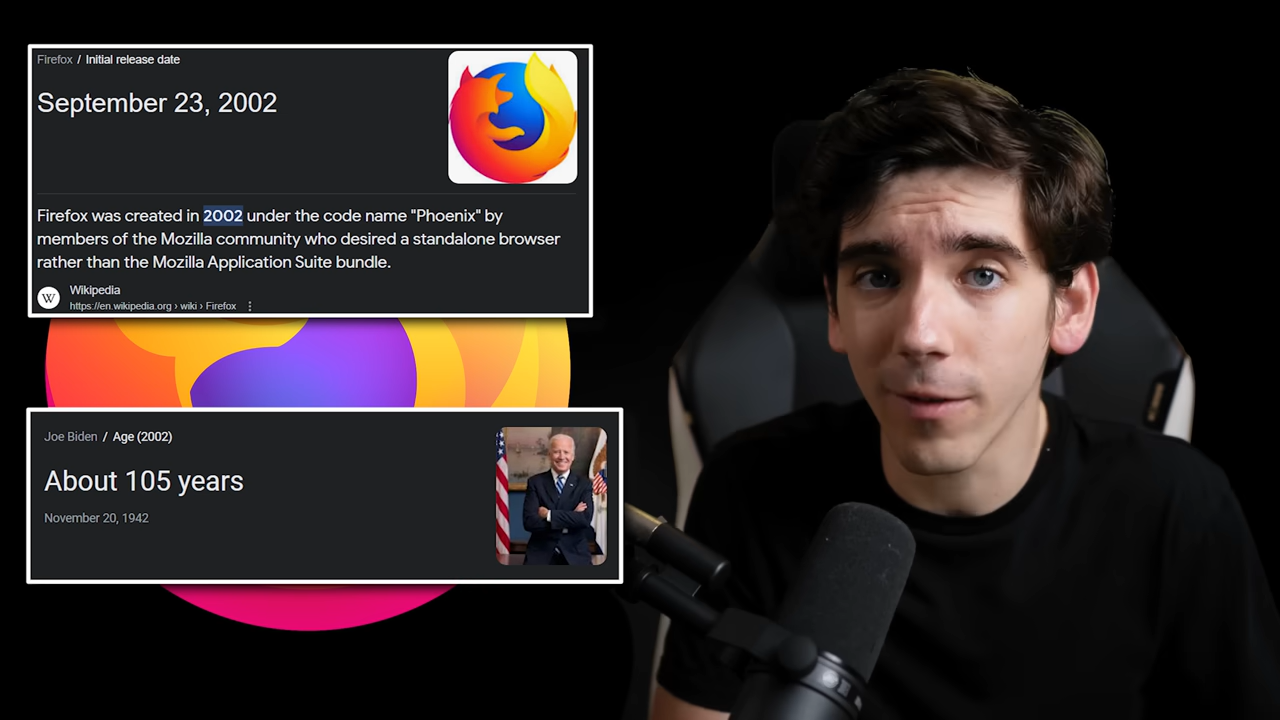 Firefox / Initial release date
September 23, 2002
Firefox was created in 2002 under the code name "Phoenix" by
members of the Mozilla community who desired a standalone browser
rather than the Mozilla Application Suite bundle.
W
Wikipedia
https://en.wikipedia.org › wiki › Firefox
Joe Biden / Age (2002)
About 105 years
November 20, 1942